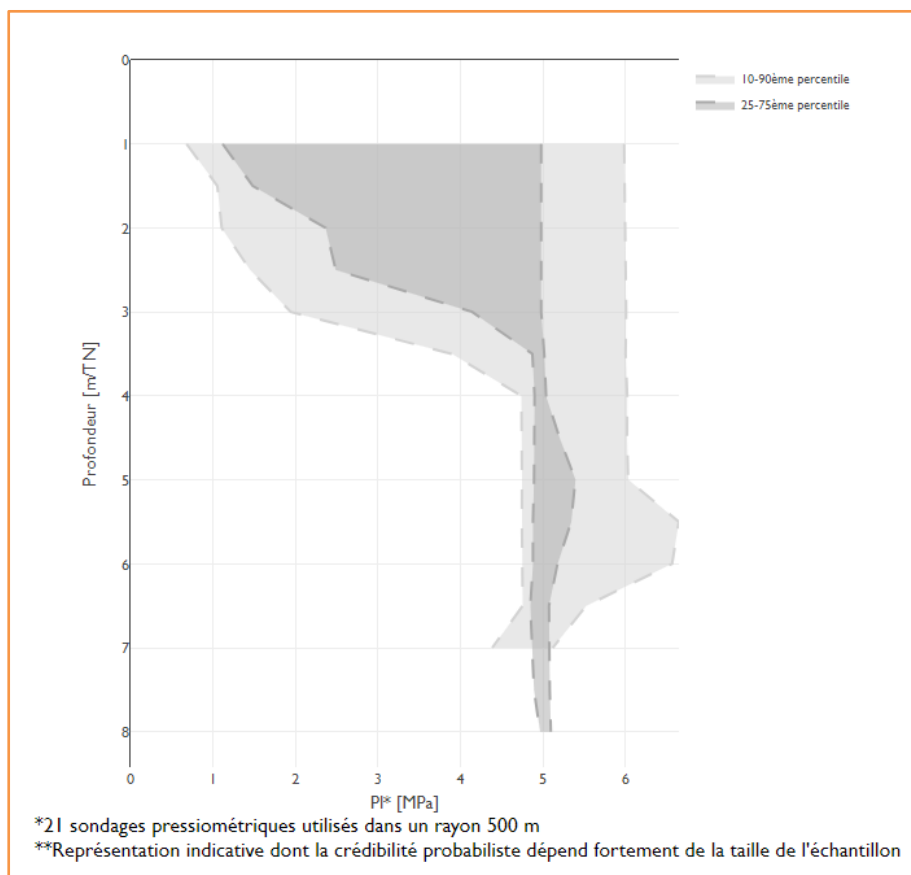 0
10-90ème percentile
25-75ème percentile
1
2
3
4
5
6
7
8
Profondeur [m/TN]
0 1 2 3 4 5 6
Pl* [MPa]
*21 sondages pressiométriques utilisés dans un rayon 500 m
**Représentation indicative dont la crédibilité probabiliste dépend fortement de la taille de l'échantillon